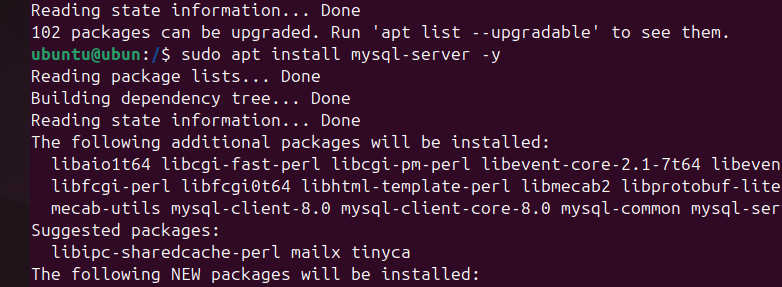 Reading state information... Done
102 packages can be upgraded. Run 'apt list --upgradable' to see them.
ubuntu@ubun:/$ sudo apt install mysql-server -y
Reading package lists... Done
Building dependency tree... Done
Reading state information... Done
The following additional packages will be installed:
  libaio1t64 libcgi-fast-perl libcgi-pm-perl libevent-core-2.1-7t64 libeven
  libfcgi-perl libfcgi0t64 libhtml-template-perl libmecab2 libprotobuf-lite
  mecab-utils mysql-client-8.0 mysql-client-core-8.0 mysql-common mysql-ser
Suggested packages:
  libipc-sharedcache-perl mailx tinyca
The following NEW packages will be installed: